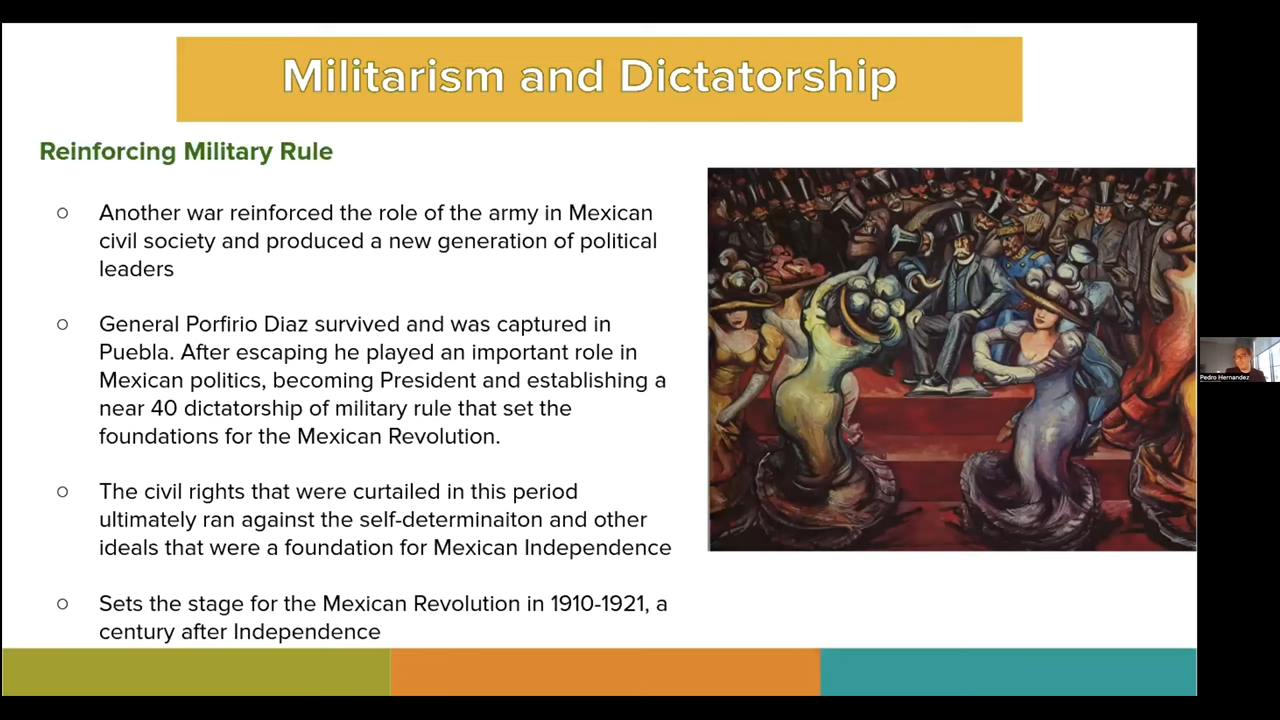 Militarism and Dictatorship
Reinforcing Military Rule
○ Another war reinforced the role of the army in Mexican
civil society and produced a new generation of political
leaders
○ General Porfirio Diaz survived and was captured in
Puebla. After escaping he played an important role in
Mexican politics, becoming President and establishing a
near 40 dictatorship of military rule that set the
foundations for the Mexican Revolution.
○ The civil rights that were curtailed in this period
ultimately ran against the self-determinaiton and other
ideals that were a foundation for Mexican Independence
○ Sets the stage for the Mexican Revolution in 1910-1921, a
century after Independence
Pedro Hernandez